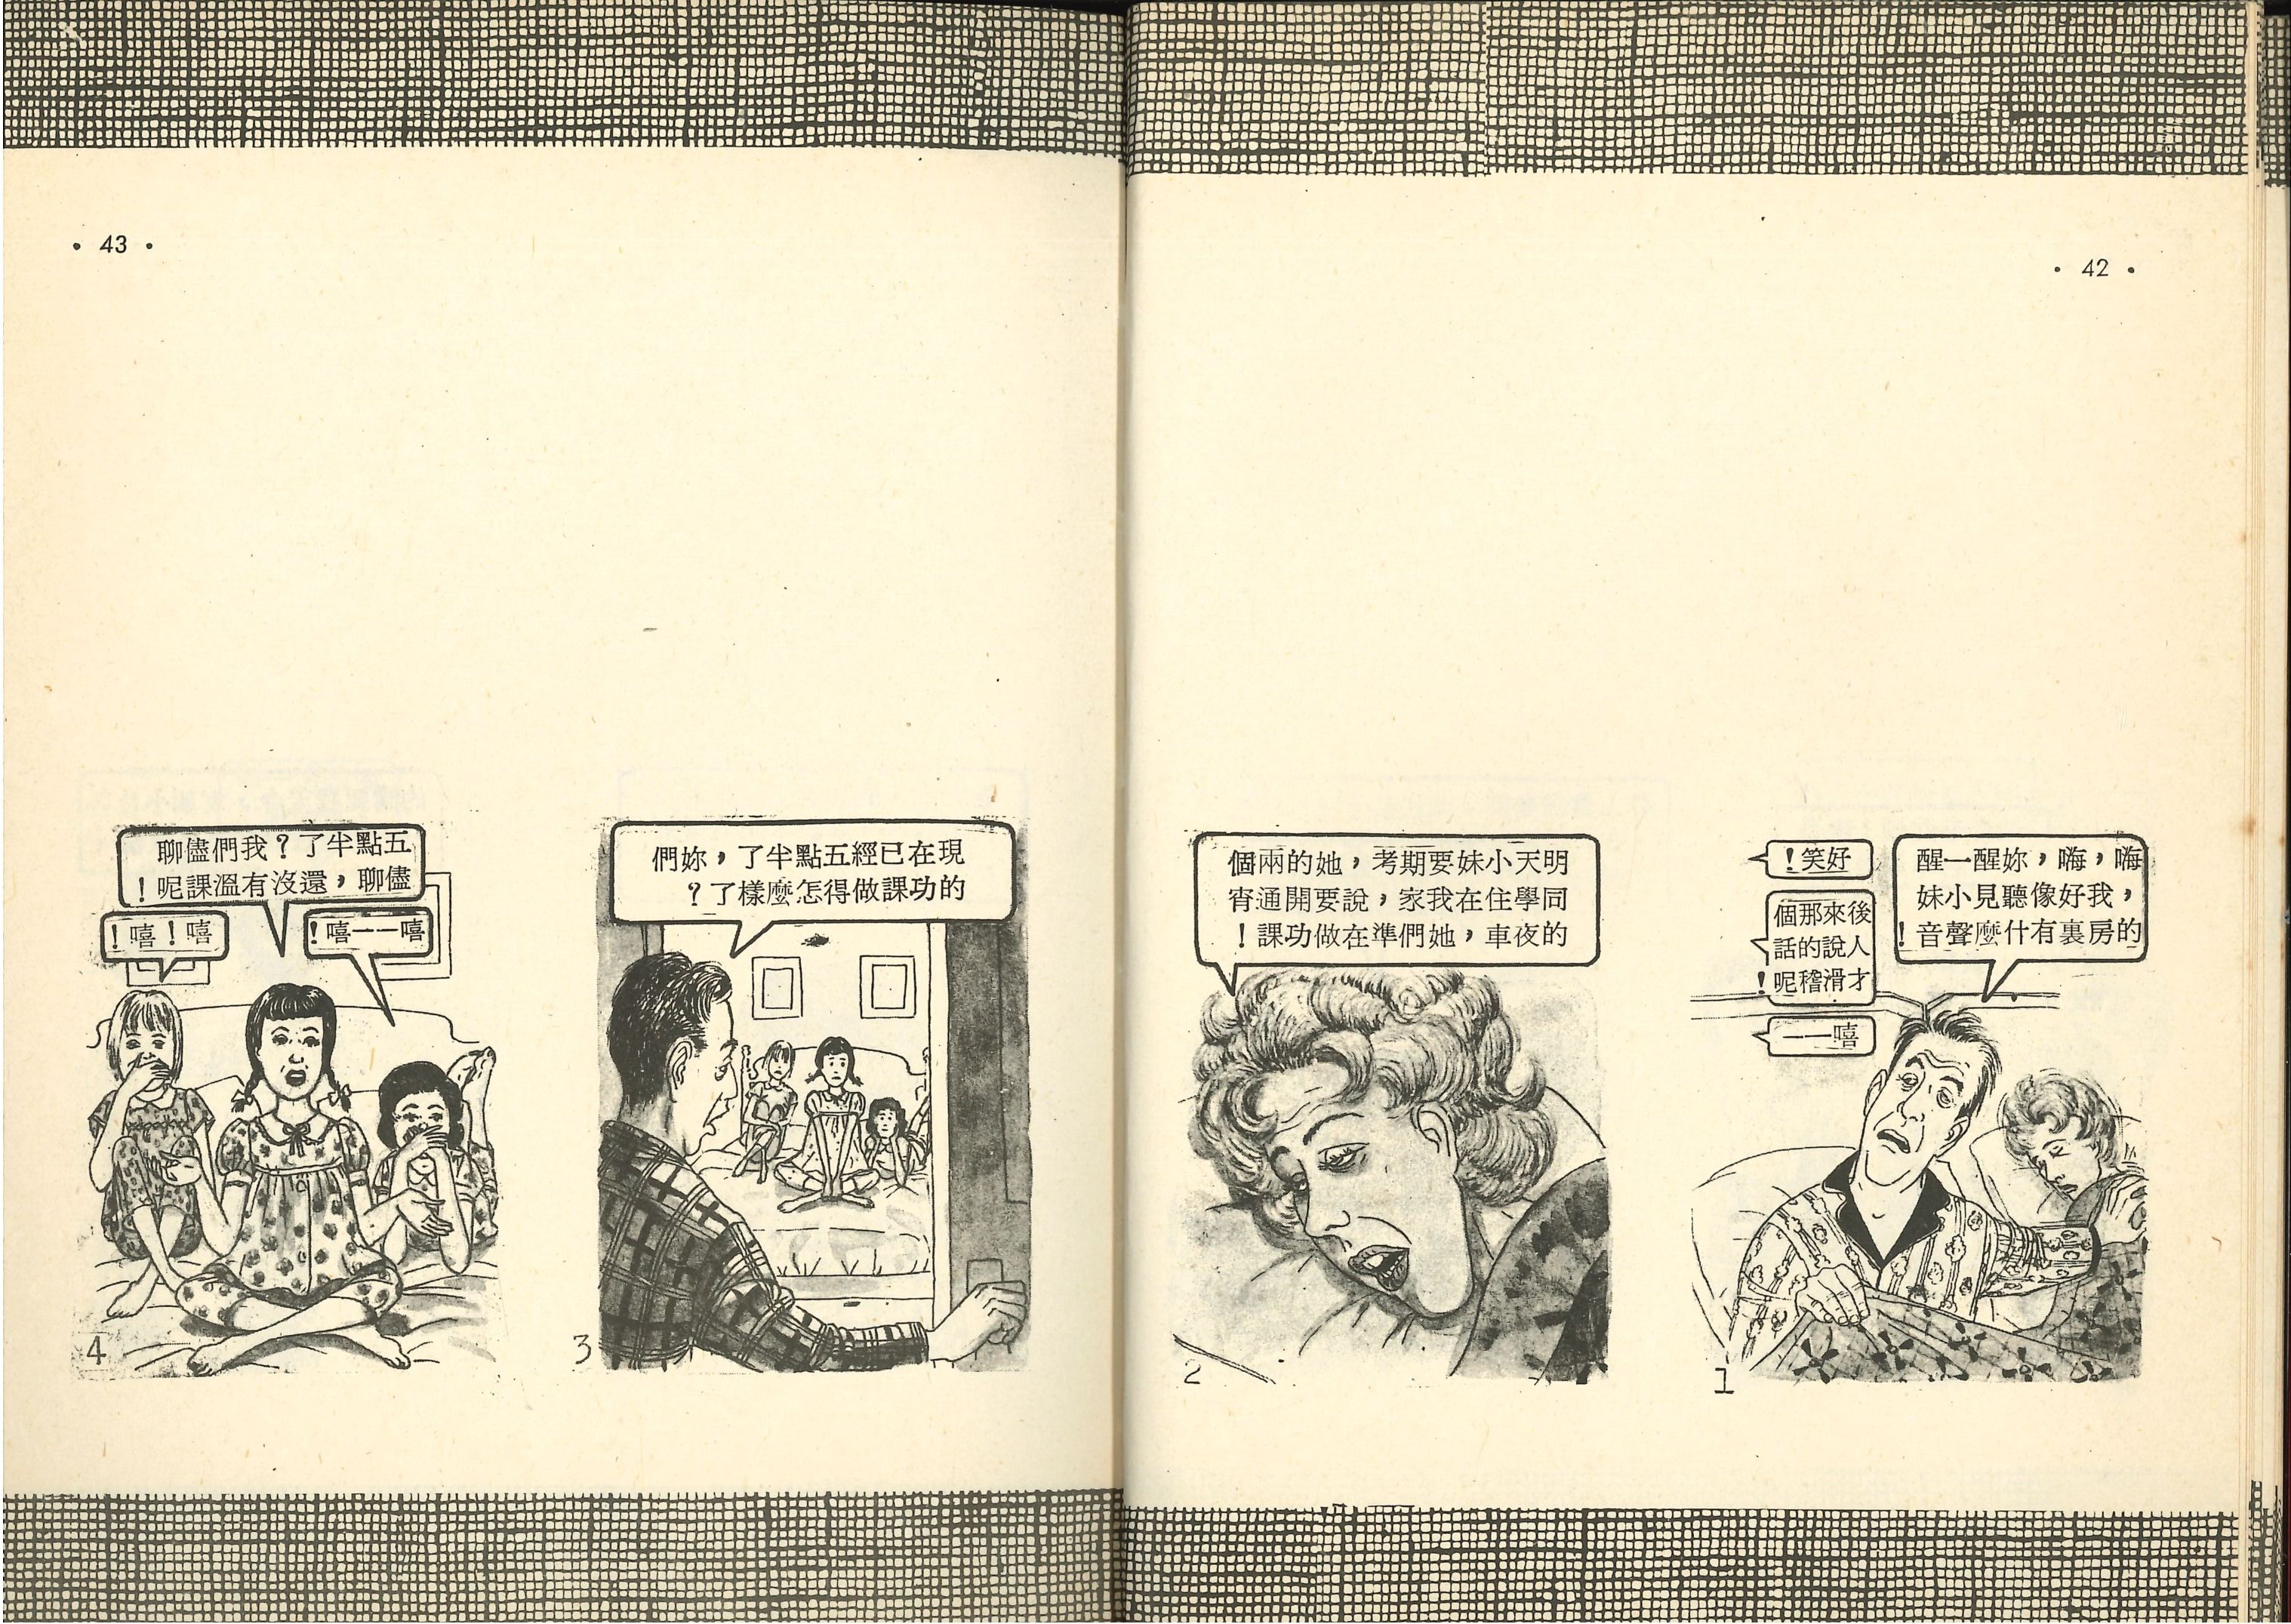 • 42 •
嗨，嗨，妳醒一醒
，我好像聽見小妹
的房裏有什麼聲音！
好笑！
後來那個
人說的話
才滑稽呢！
嘻一一
1
明天小妹要期考，她的兩個
同學住在我家，說要開通宵
的夜車，她們準在做功課！
2
• 43 •
現在已經五點半了，妳們
的功課做得怎麼樣了？
3
五點半了？我們儘聊
儘聊，還沒有溫課呢！
嘻一一嘻！
嘻！嘻！
4